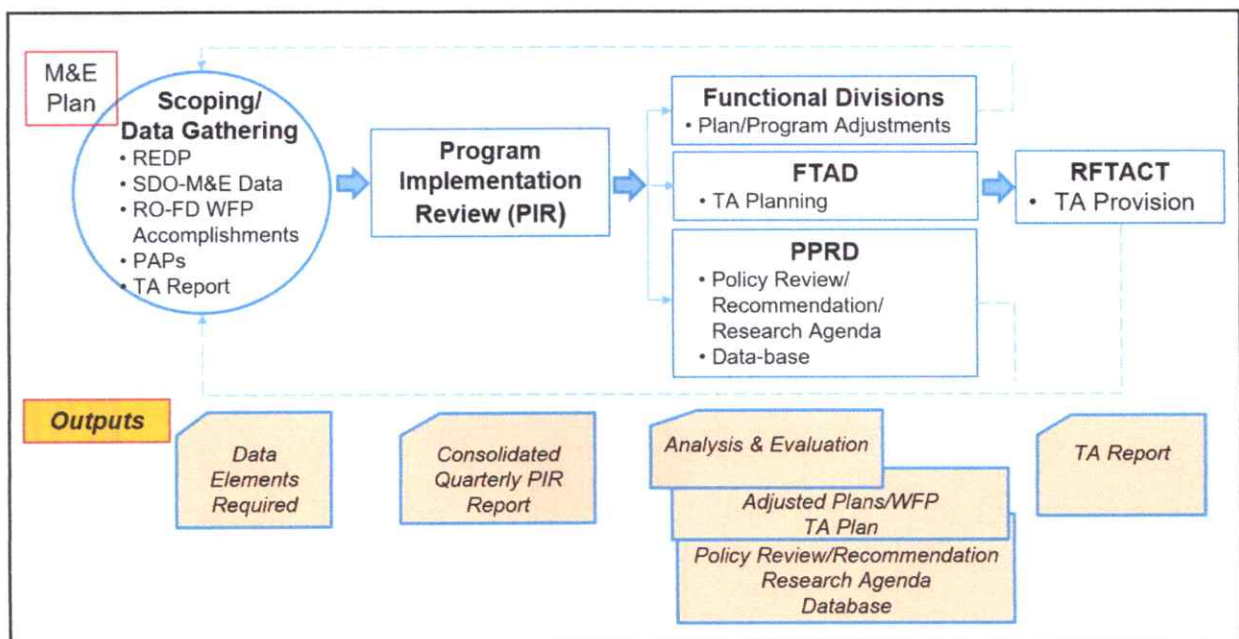 M&E
Plan
Scoping/
Data Gathering
• REDP
• SDO-M&E Data
• RO-FD WFP
Accomplishments
• PAPs
• TA Report
Program
Implementation
Review (PIR)
Functional Divisions
• Plan/Program Adjustments
FTAD
• TA Planning
PPRD
• Policy Review/
Recommendation/
Research Agenda
• Data-base
RFTACT
• TA Provision
Outputs
Data
Elements
Required
Consolidated
Quarterly PIR
Report
Analysis & Evaluation
Adjusted Plans/WFP
TA Plan
Policy Review/Recommendation
Research Agenda
Database
TA Report